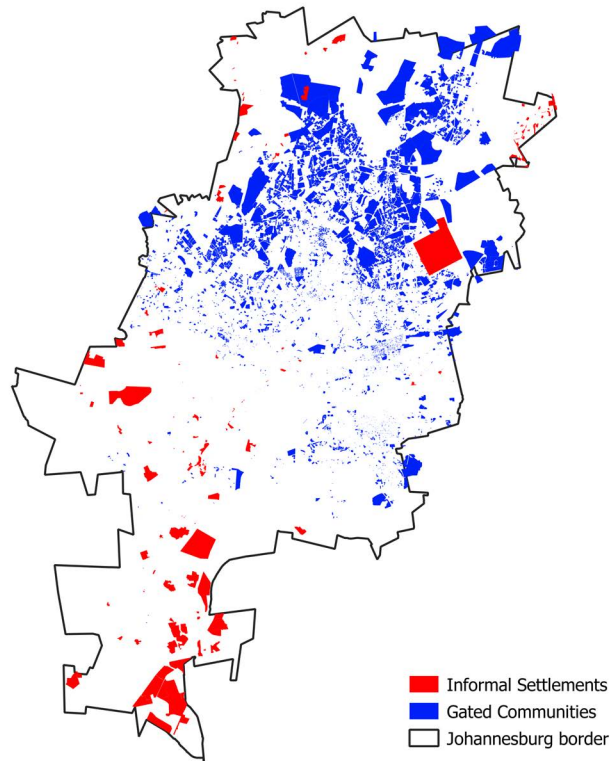 Informal Settlements
Gated Communities
Johannesburg border